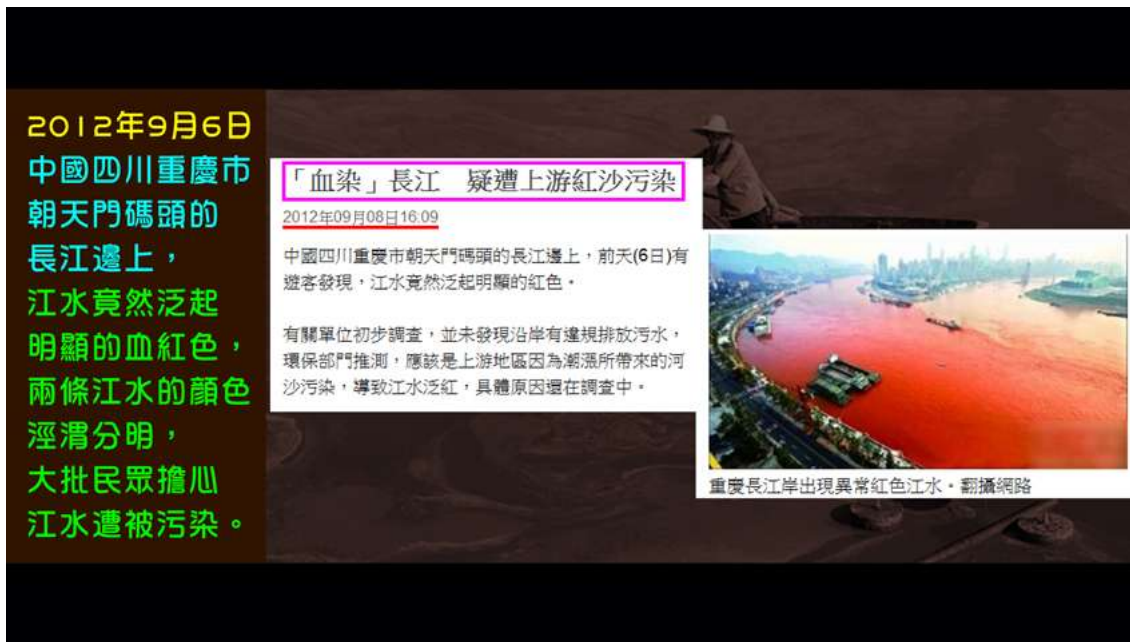 2012年9月6日
中國四川重慶市
朝天門碼頭的
長江邊上，
江水竟然泛起
明顯的血紅色，
兩條江水的顏色
涇渭分明，
大批民眾擔心
江水遭被污染。
「血染」長江　疑遭上游紅沙污染
2012年09月08日16:09
中國四川重慶市朝天門碼頭的長江邊上，前天(6日)有
遊客發現，江水竟然泛起明顯的紅色。
有關單位初步調查，並未發現沿岸有違規排放污水，
環保部門推測，應該是上游地區因為潮漲所帶來的河
沙污染，導致江水泛紅，具體原因還在調查中。
重慶長江岸出現異常紅色江水。翻攝網路